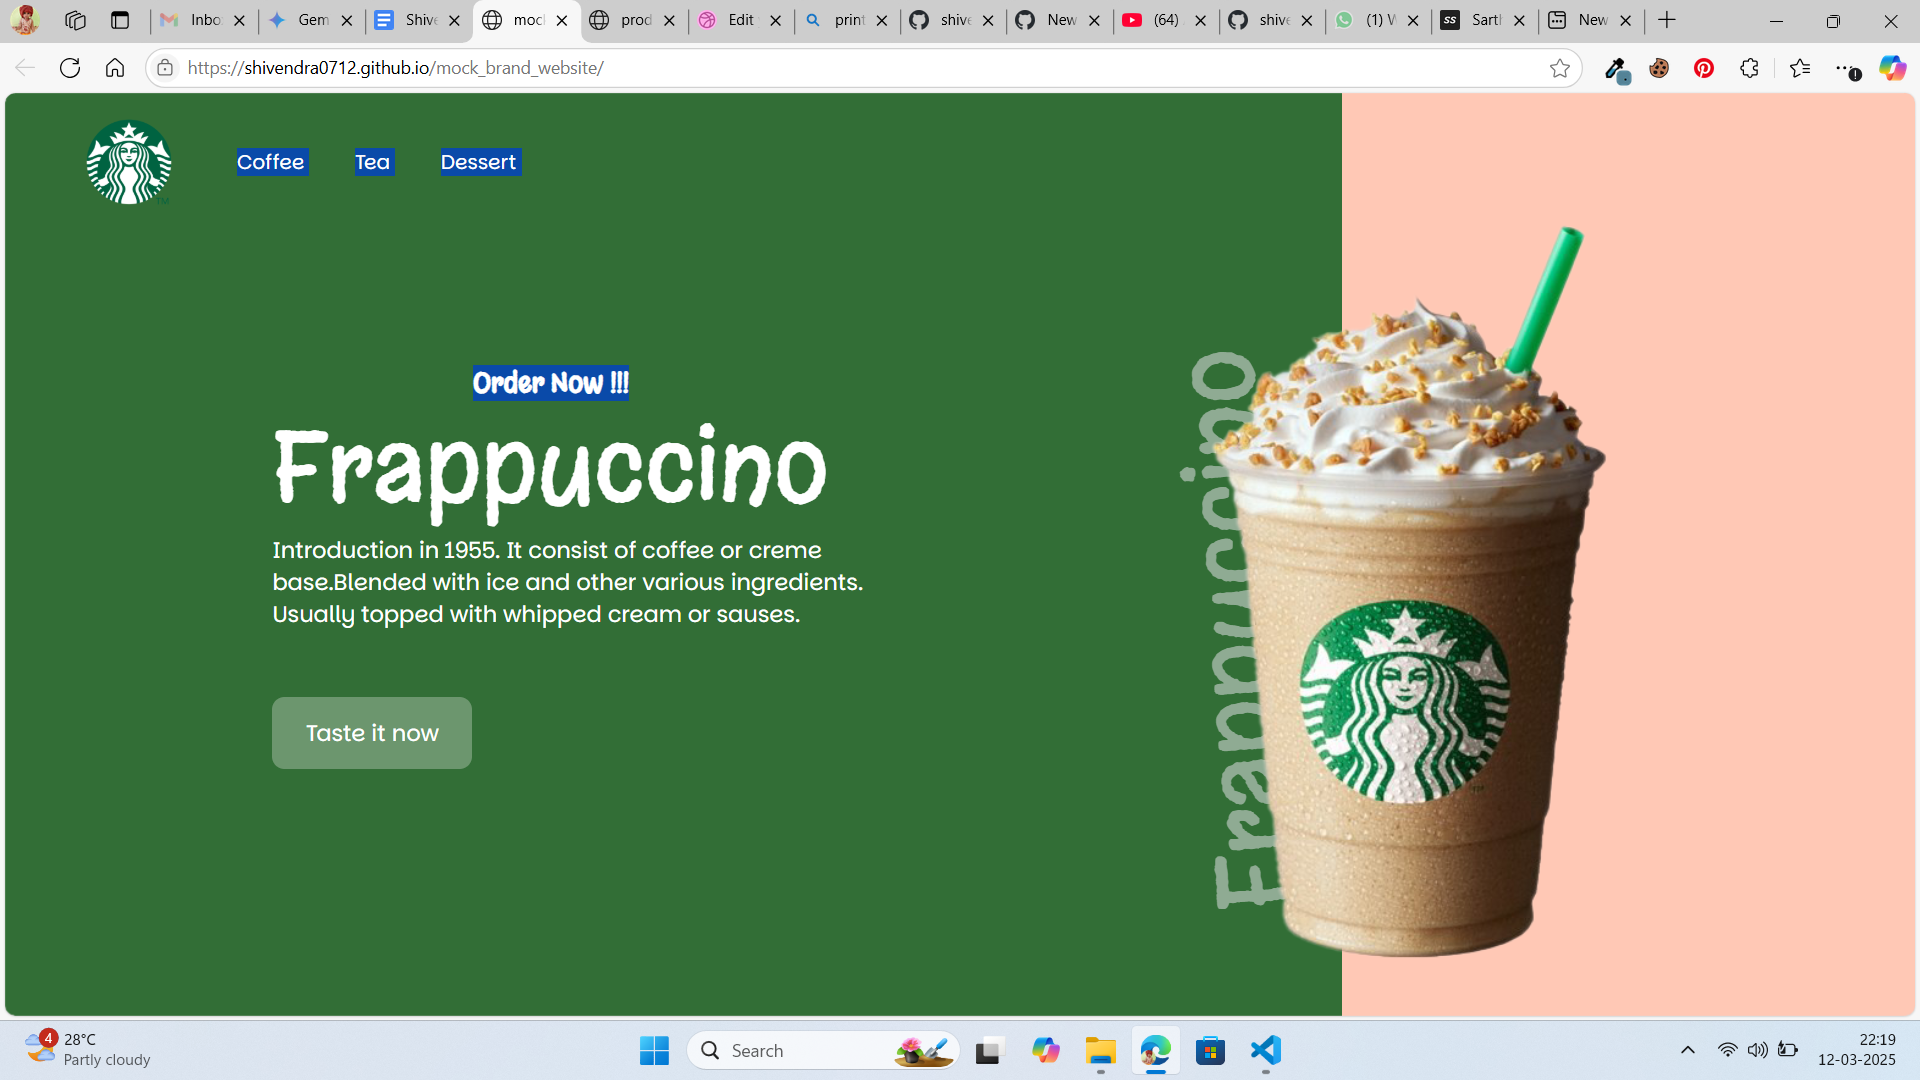 Inbo
Gem
Shive
mock
prod
Edit
print
shive
New
(64)
shive
(1) W
Sarth
New
https://shivendra0712.github.io/mock_brand_website/
Coffee
Tea
Dessert
TM
Order Now !!!
Frappuccino
Introduction in 1955. It consist of coffee or creme
base.Blended with ice and other various ingredients.
Usually topped with whipped cream or sauses.
Taste it now
Frappuccino
4
28°C
Partly cloudy
Search
22:19
12-03-2025